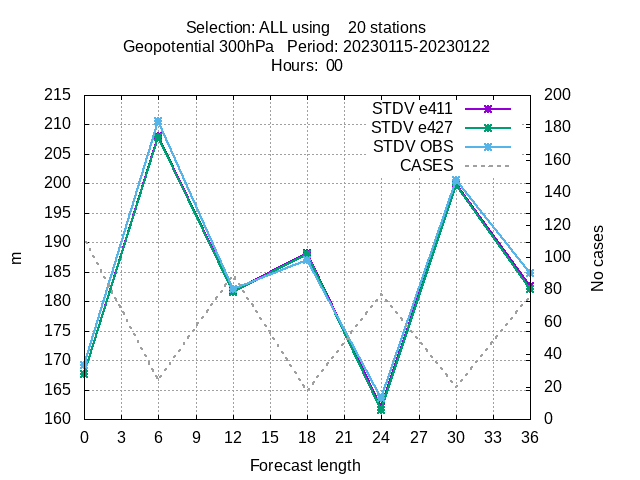 Selection: ALL using 20 stations
Geopotential 300hPa Period: 20230115-20230122
Hours: 00
STDV e411
STDV e427
STDV OBS
CASES
215
210
205
200
195
190
185
180
175
170
165
160
m
200
180
160
140
120
100
80
60
40
20
0
No cases
0 3 6 9 12 15 18 21 24 27 30 33 36
Forecast length